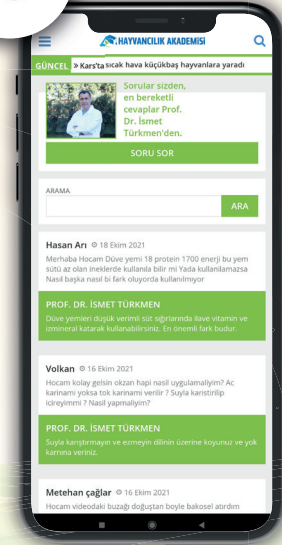 HAYVANCILIK AKADEMİSİ
GÜNCEL » Kars'ta sıcak hava küçükbaş hayvanlara yaradı
Sorular sizden,
en bereketli
cevaplar Prof.
Dr. İsmet
Türkmen'den.
SORU SOR
ARAMA
ARA
Hasan Arı 18 Ekim 2021
Merhaba Hocam Düve yemi 18 protein 1700 enerji bu yem
sütü az olan ineklerde kullanıla bilir mi Yada kullanilamazsa
Nasil başka nasil bi fark oluyorda kullanılmıyor
PROF. DR. İSMET TÜRKMEN
Düve yemleri düşük verimli süt sığırlarında ilave vitamin ve
izmineral katarak kullanabilirsiniz. En önemli fark budur.
Volkan 16 Ekim 2021
Hocam kolay gelsin okzan hapi nasil uygulamaliyim? Ac
karinami yoksa tok karinami verilir ? Suyla karistirilip
icireyimmi ? Nasil yapmaliyim?
PROF. DR. İSMET TÜRKMEN
Suyla karıştırmayın ve ezmeyin dilinin üzerine koyunuz ve yok
karnına veriniz.
Metehan çağlar 16 Ekim 2021
Hocam videodaki buzağı doğuştan boyle bakosel atırdım